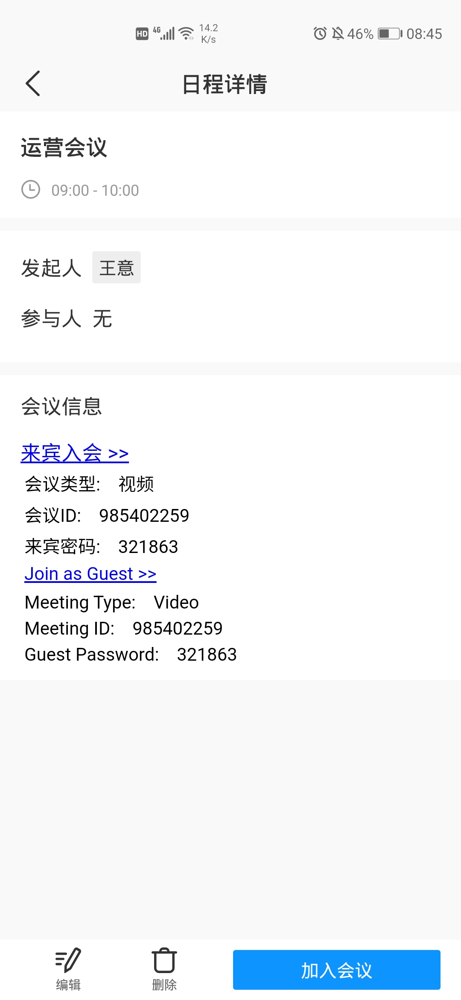 HD 4G 14.2 K/s 46% 08:45
日程详情
运营会议
09:00 - 10:00
发起人 王意
参与人 无
会议信息
来宾入会 >>
会议类型: 视频
会议ID: 985402259
来宾密码: 321863
Join as Guest >>
Meeting Type: Video
Meeting ID: 985402259
Guest Password: 321863
编辑 删除 加入会议